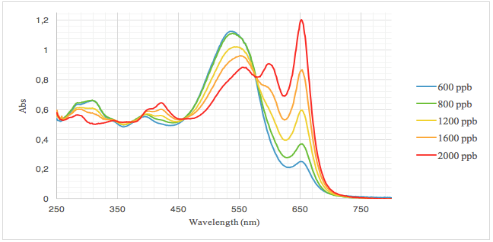 1,2
1
0,8
0,6
0,4
0,2
0
Abs
250 350 450 550 650 750
Wavelength (nm)
600 ppb
800 ppb
1200 ppb
1600 ppb
2000 ppb